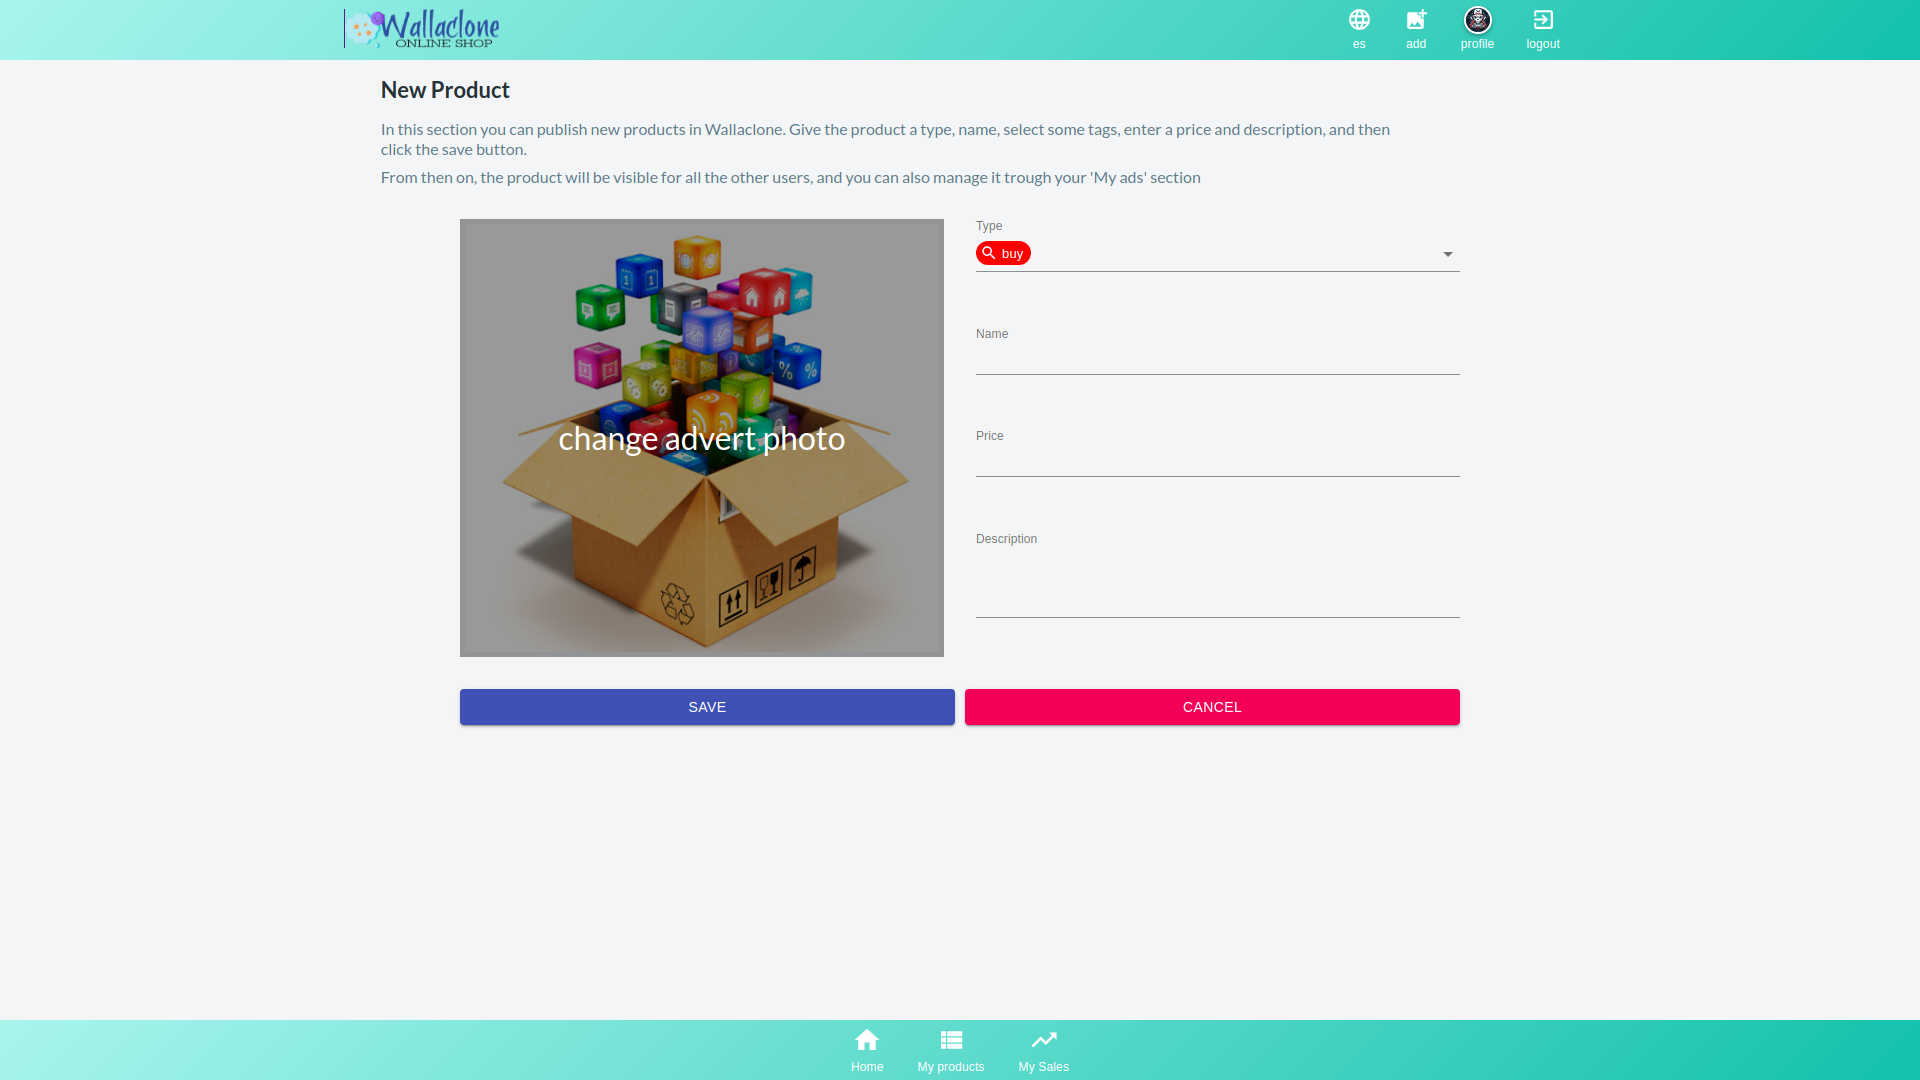 Wallaclone
ONLINE SHOP
es
add
profile
logout
New Product
In this section you can publish new products in Wallaclone. Give the product a type, name, select some tags, enter a price and description, and then
click the save button.
From then on, the product will be visible for all the other users, and you can also manage it trough your 'My ads' section
change advert photo
Type
buy
Name
Price
Description
SAVE
CANCEL
Home
My products
My Sales